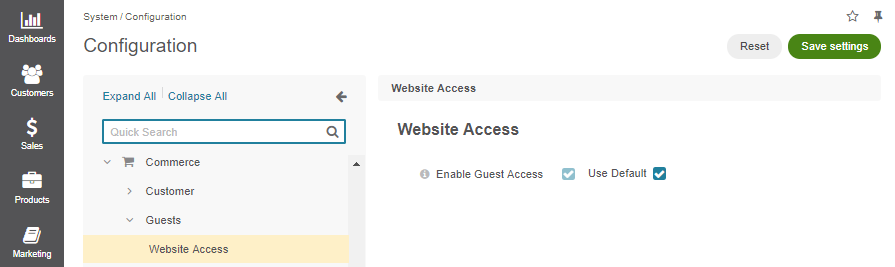 System / Configuration
Configuration
Reset
Save settings
Dashboards
Customers
Sales
Products
Marketing
Expand All
Collapse All
Quick Search
Commerce
Customer
Guests
Website Access
Website Access
Website Access
Enable Guest Access
Use Default